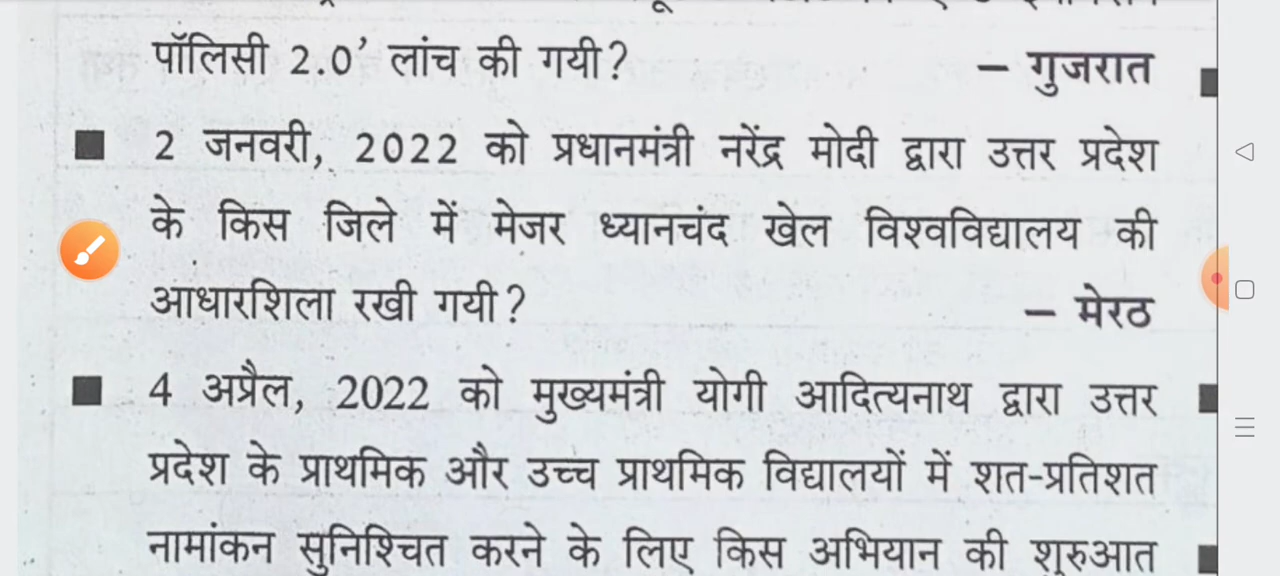 पॉलिसी 2.0’ लांच की गयी? – गुजरात
■ 2 जनवरी, 2022 को प्रधानमंत्री नरेंद्र मोदी द्वारा उत्तर प्रदेश
के किस जिले में मेजर ध्यानचंद खेल विश्वविद्यालय की
आधारशिला रखी गयी? – मेरठ
■ 4 अप्रैल, 2022 को मुख्यमंत्री योगी आदित्यनाथ द्वारा उत्तर
प्रदेश के प्राथमिक और उच्च प्राथमिक विद्यालयों में शत-प्रतिशत
नामांकन सुनिश्चित करने के लिए किस अभियान की शुरुआत